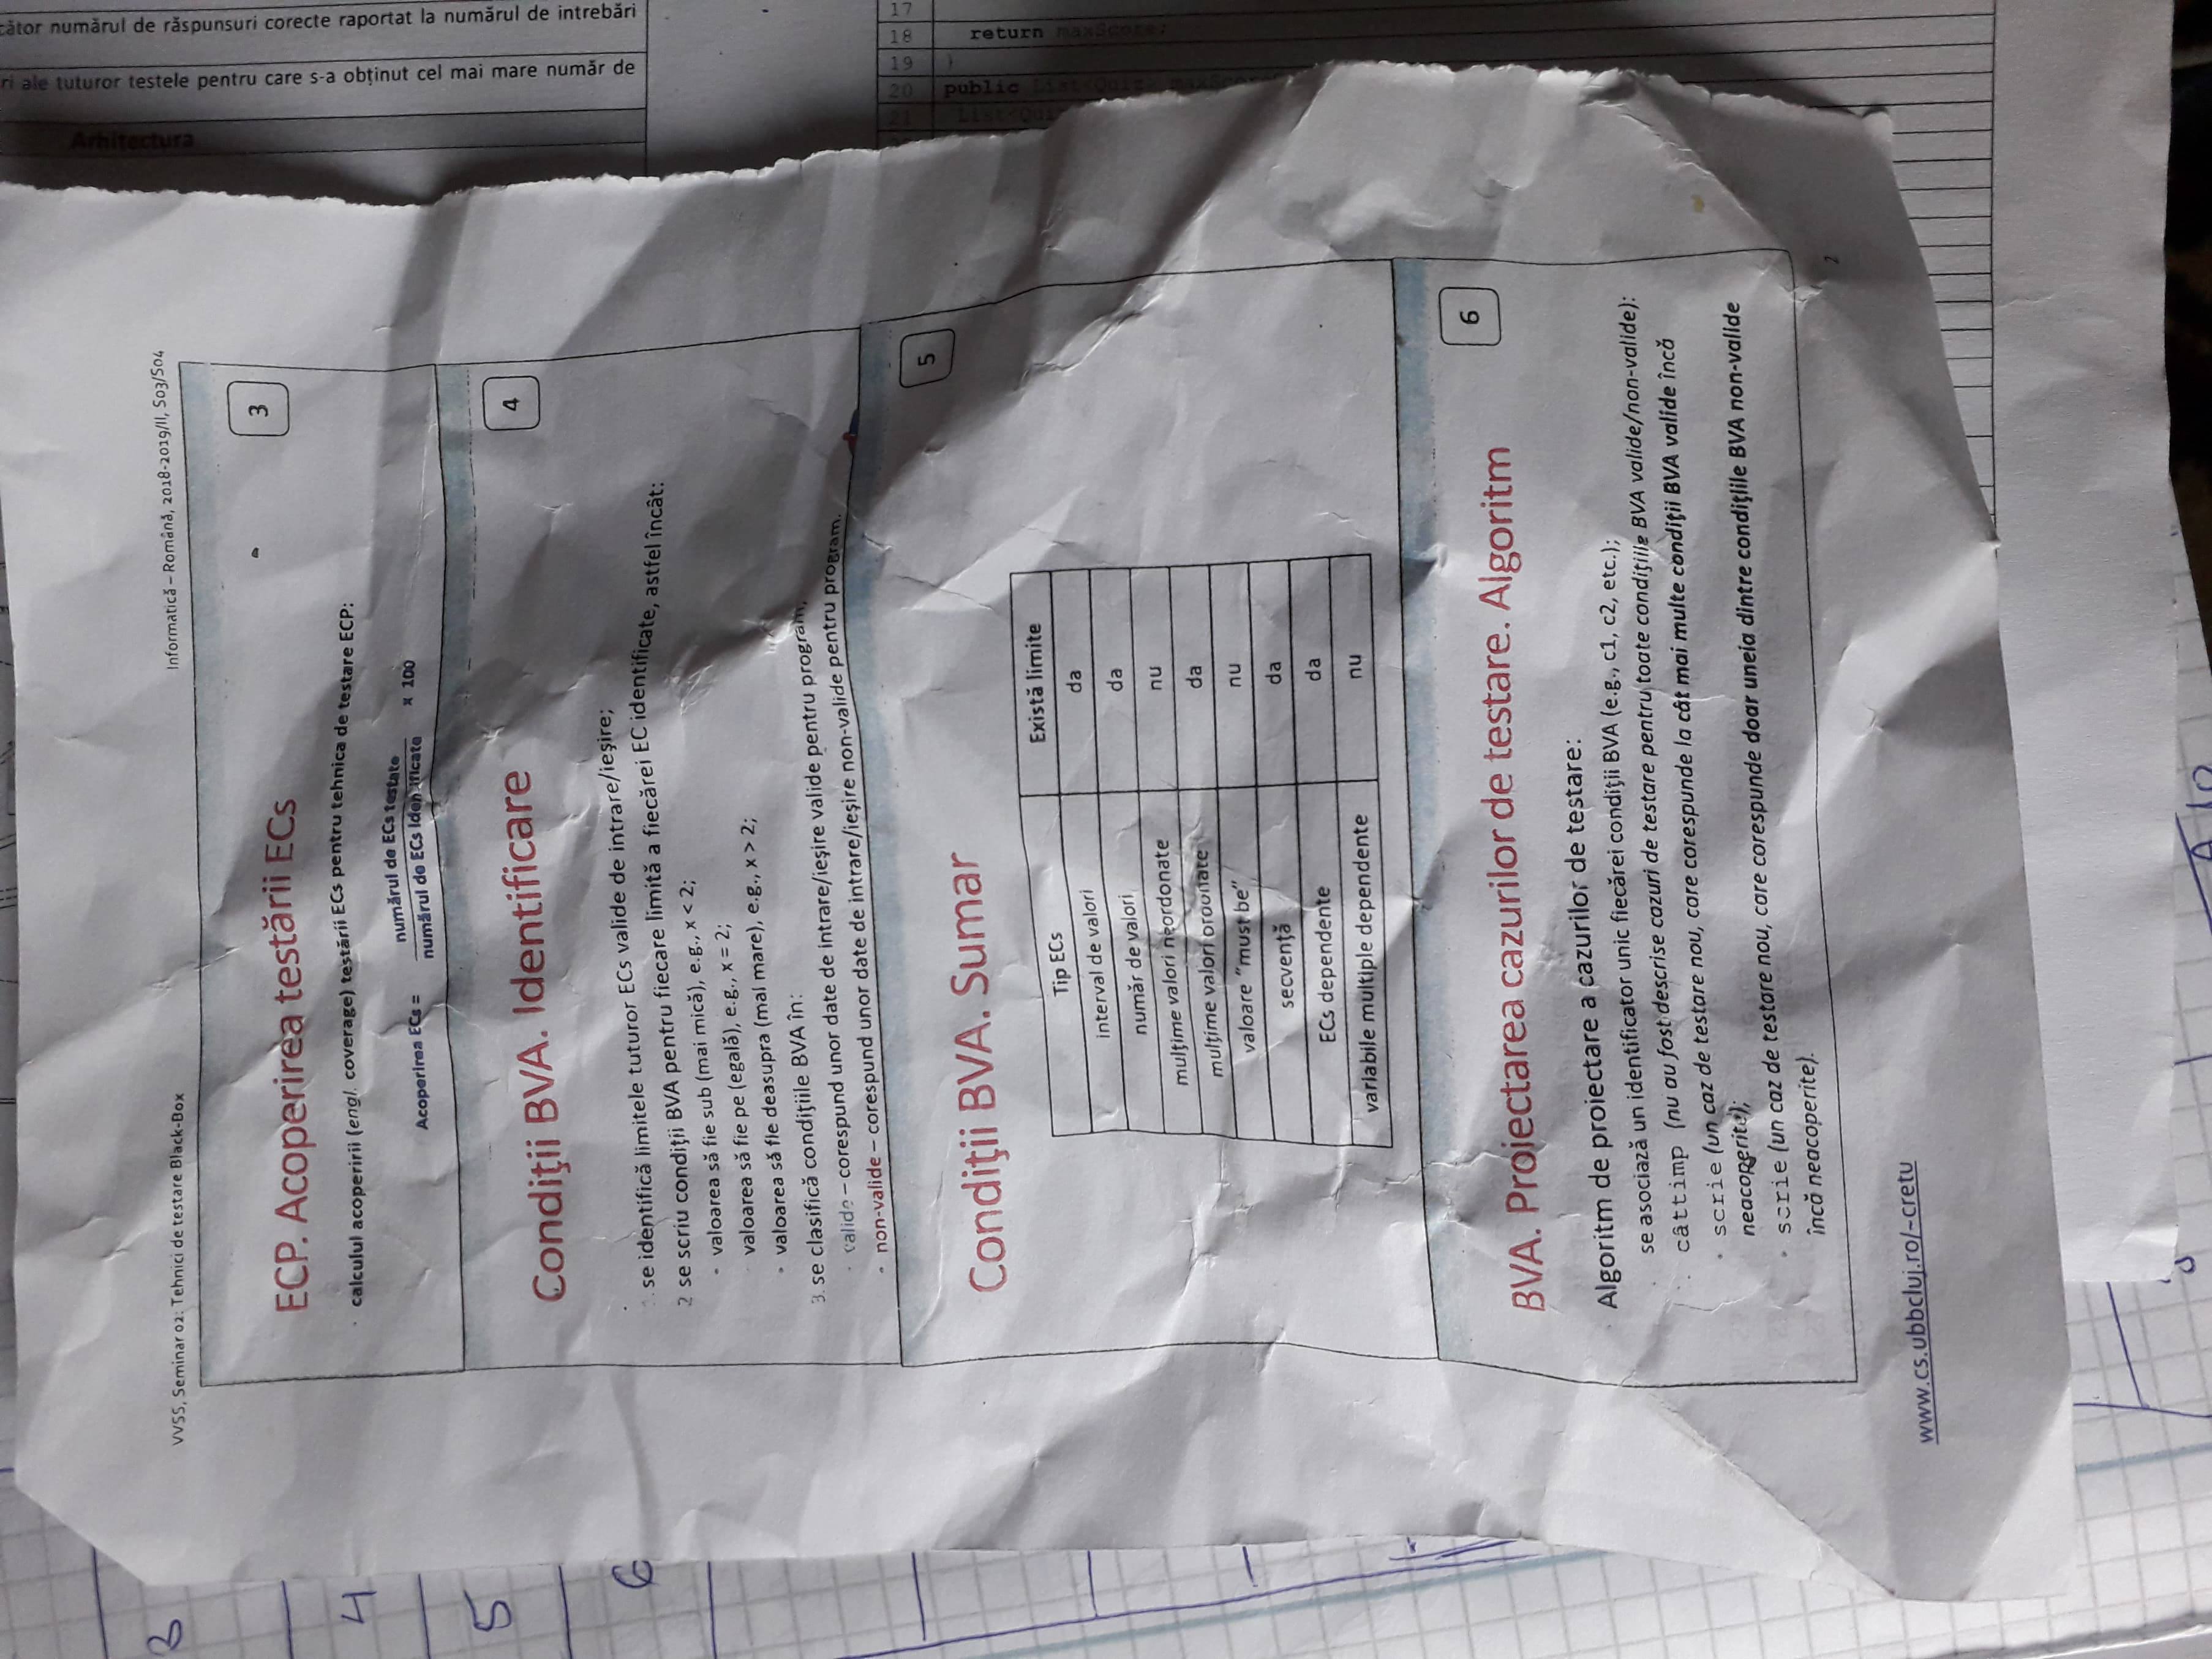 VVSS, Seminar 02: Tehnici de testare Black-Box
Informatică – Română, 2018-2019/II, S03/S04
3
ECP. Acoperirea testării ECs
calculul acoperirii (engl. coverage) testării ECs pentru tehnica de testare ECP:
Acoperirea ECs = numărul de ECs testate
numărul de ECs identificate
x 100
4
Condiţii BVA. Identificare
se identifică limitele tuturor ECs valide de intrare/ieşire;
2 se scriu condiţii BVA pentru fiecare limită a fiecărei EC identificate, astfel încât:
- valoarea să fie sub (mai mică), e.g., x < 2;
valoarea să fie pe (egală), e.g., x = 2;
- valoarea să fie deasupra (mai mare), e.g., x > 2;
3. se clasifică condiţiile BVA în:
- valide – corespund unor date de intrare/ieşire valide pentru program;
- non-valide – corespund unor date de intrare/ieşire non-valide pentru program.
5
Condiţii BVA. Sumar
Tip ECs Există limite
interval de valori da
număr de valori da
mulţime valori neordonate nu
mulţime valori ordonate da
valoare "must be" nu
secvenţă da
ECs dependente da
variabile multiple dependente nu
6
BVA. Proiectarea cazurilor de testare. Algoritm
Algoritm de proiectare a cazurilor de testare:
se asociază un identificator unic fiecărei condiţii BVA (e.g., c1, c2, etc.);
câttimp (nu au fost descrise cazuri de testare pentru toate condiţiile BVA valide/non-valide):
• scrie (un caz de testare nou, care corespunde la cât mai multe condiţii BVA valide încă
neacoperite);
• scrie (un caz de testare nou, care corespunde doar uneia dintre condiţiile BVA non-valide
încă neacoperite).
2
www.cs.ubbcluj.ro/~cretu
3
4
5
6
numărul de răspunsuri corecte raportat la numărul de intrebări
ale tuturor testele pentru care s-a obţinut cel mai mare număr de
Arhitectura
17
18 return maxScore;
19 }
20 public
21
A10